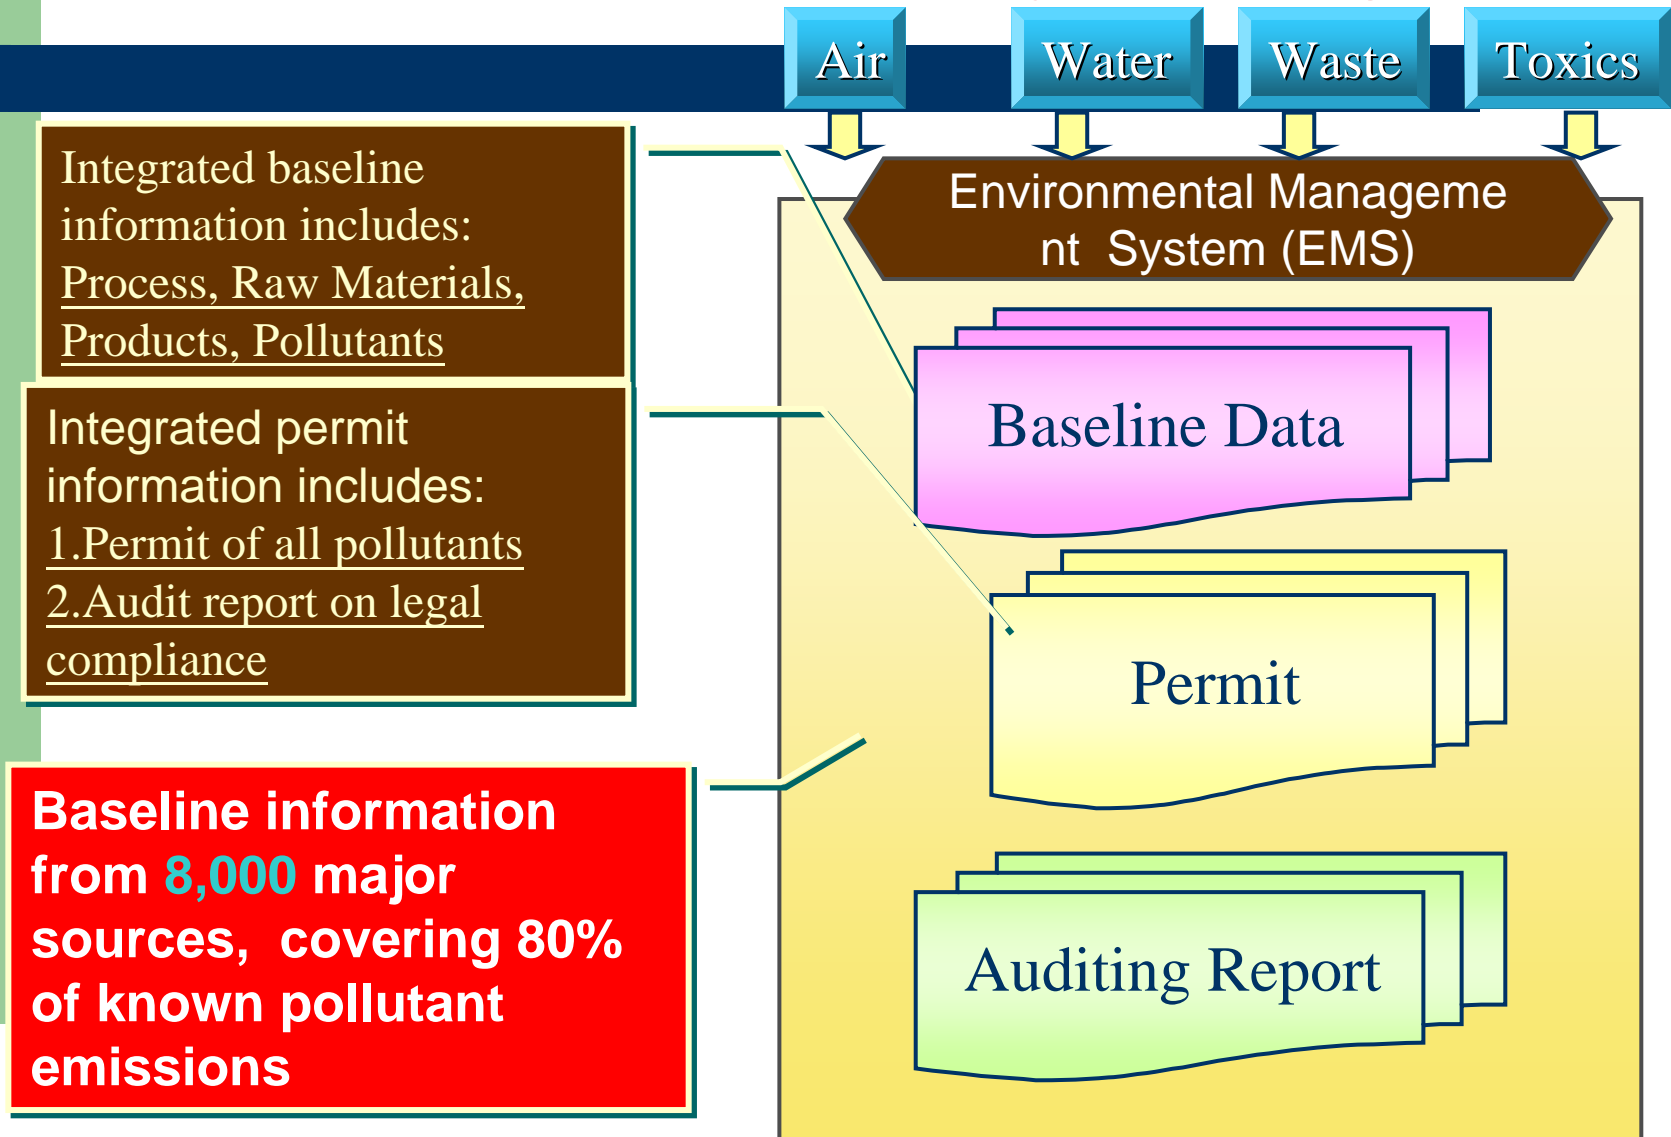 Air
Water
Waste
Toxics
Integrated baseline
information includes:
Process, Raw Materials,
Products, Pollutants
Integrated permit
information includes:
1.Permit of all pollutants
2.Audit report on legal
compliance
Baseline information
from 8,000 major
sources, covering 80%
of known pollutant
emissions
Environmental Manageme
nt System (EMS)
Baseline Data
Permit
Auditing Report